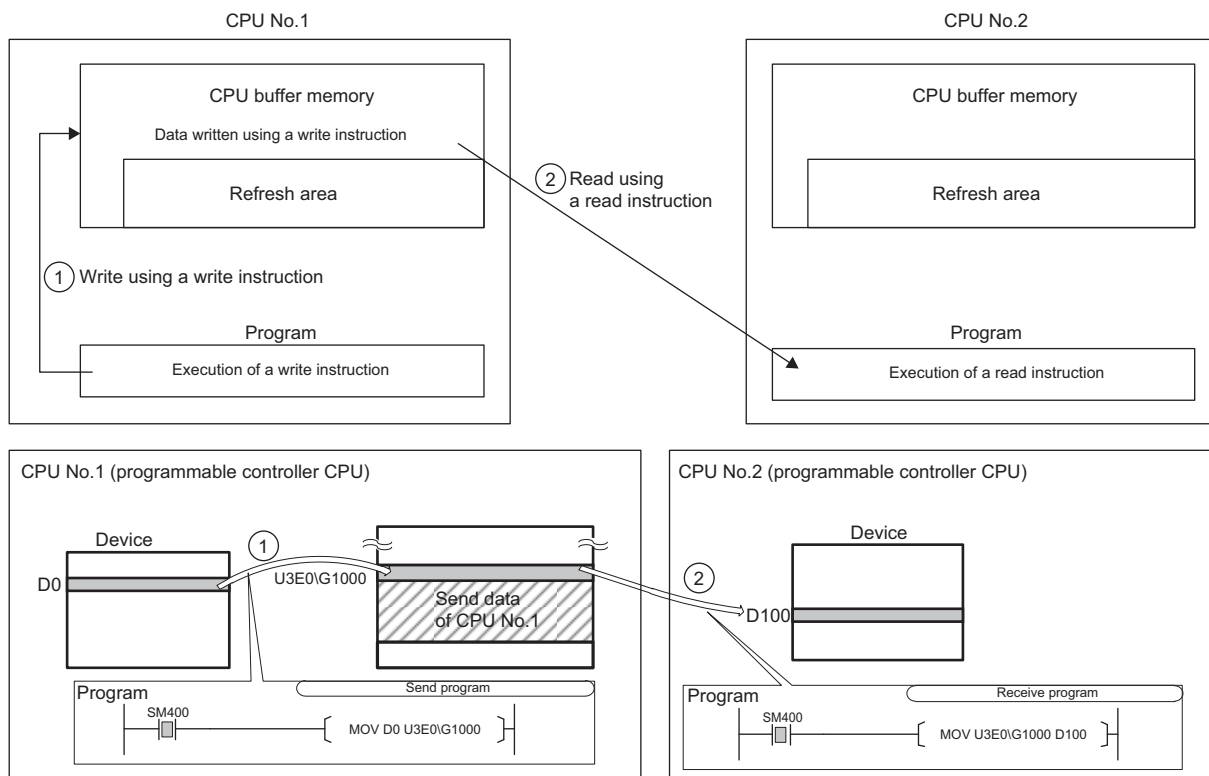 CPU No.1
CPU No.2
CPU buffer memory
Data written using a write instruction
Refresh area
CPU buffer memory
Refresh area
2 Read using
a read instruction
1 Write using a write instruction
Program
Execution of a write instruction
Program
Execution of a read instruction
CPU No.1 (programmable controller CPU)
Device
1
D0
U3E0\G1000
Send data
of CPU No.1
Program
Send program
SM400
MOV D0 U3E0\G1000
CPU No.2 (programmable controller CPU)
Device
2
D100
Program
Receive program
SM400
MOV U3E0\G1000 D100